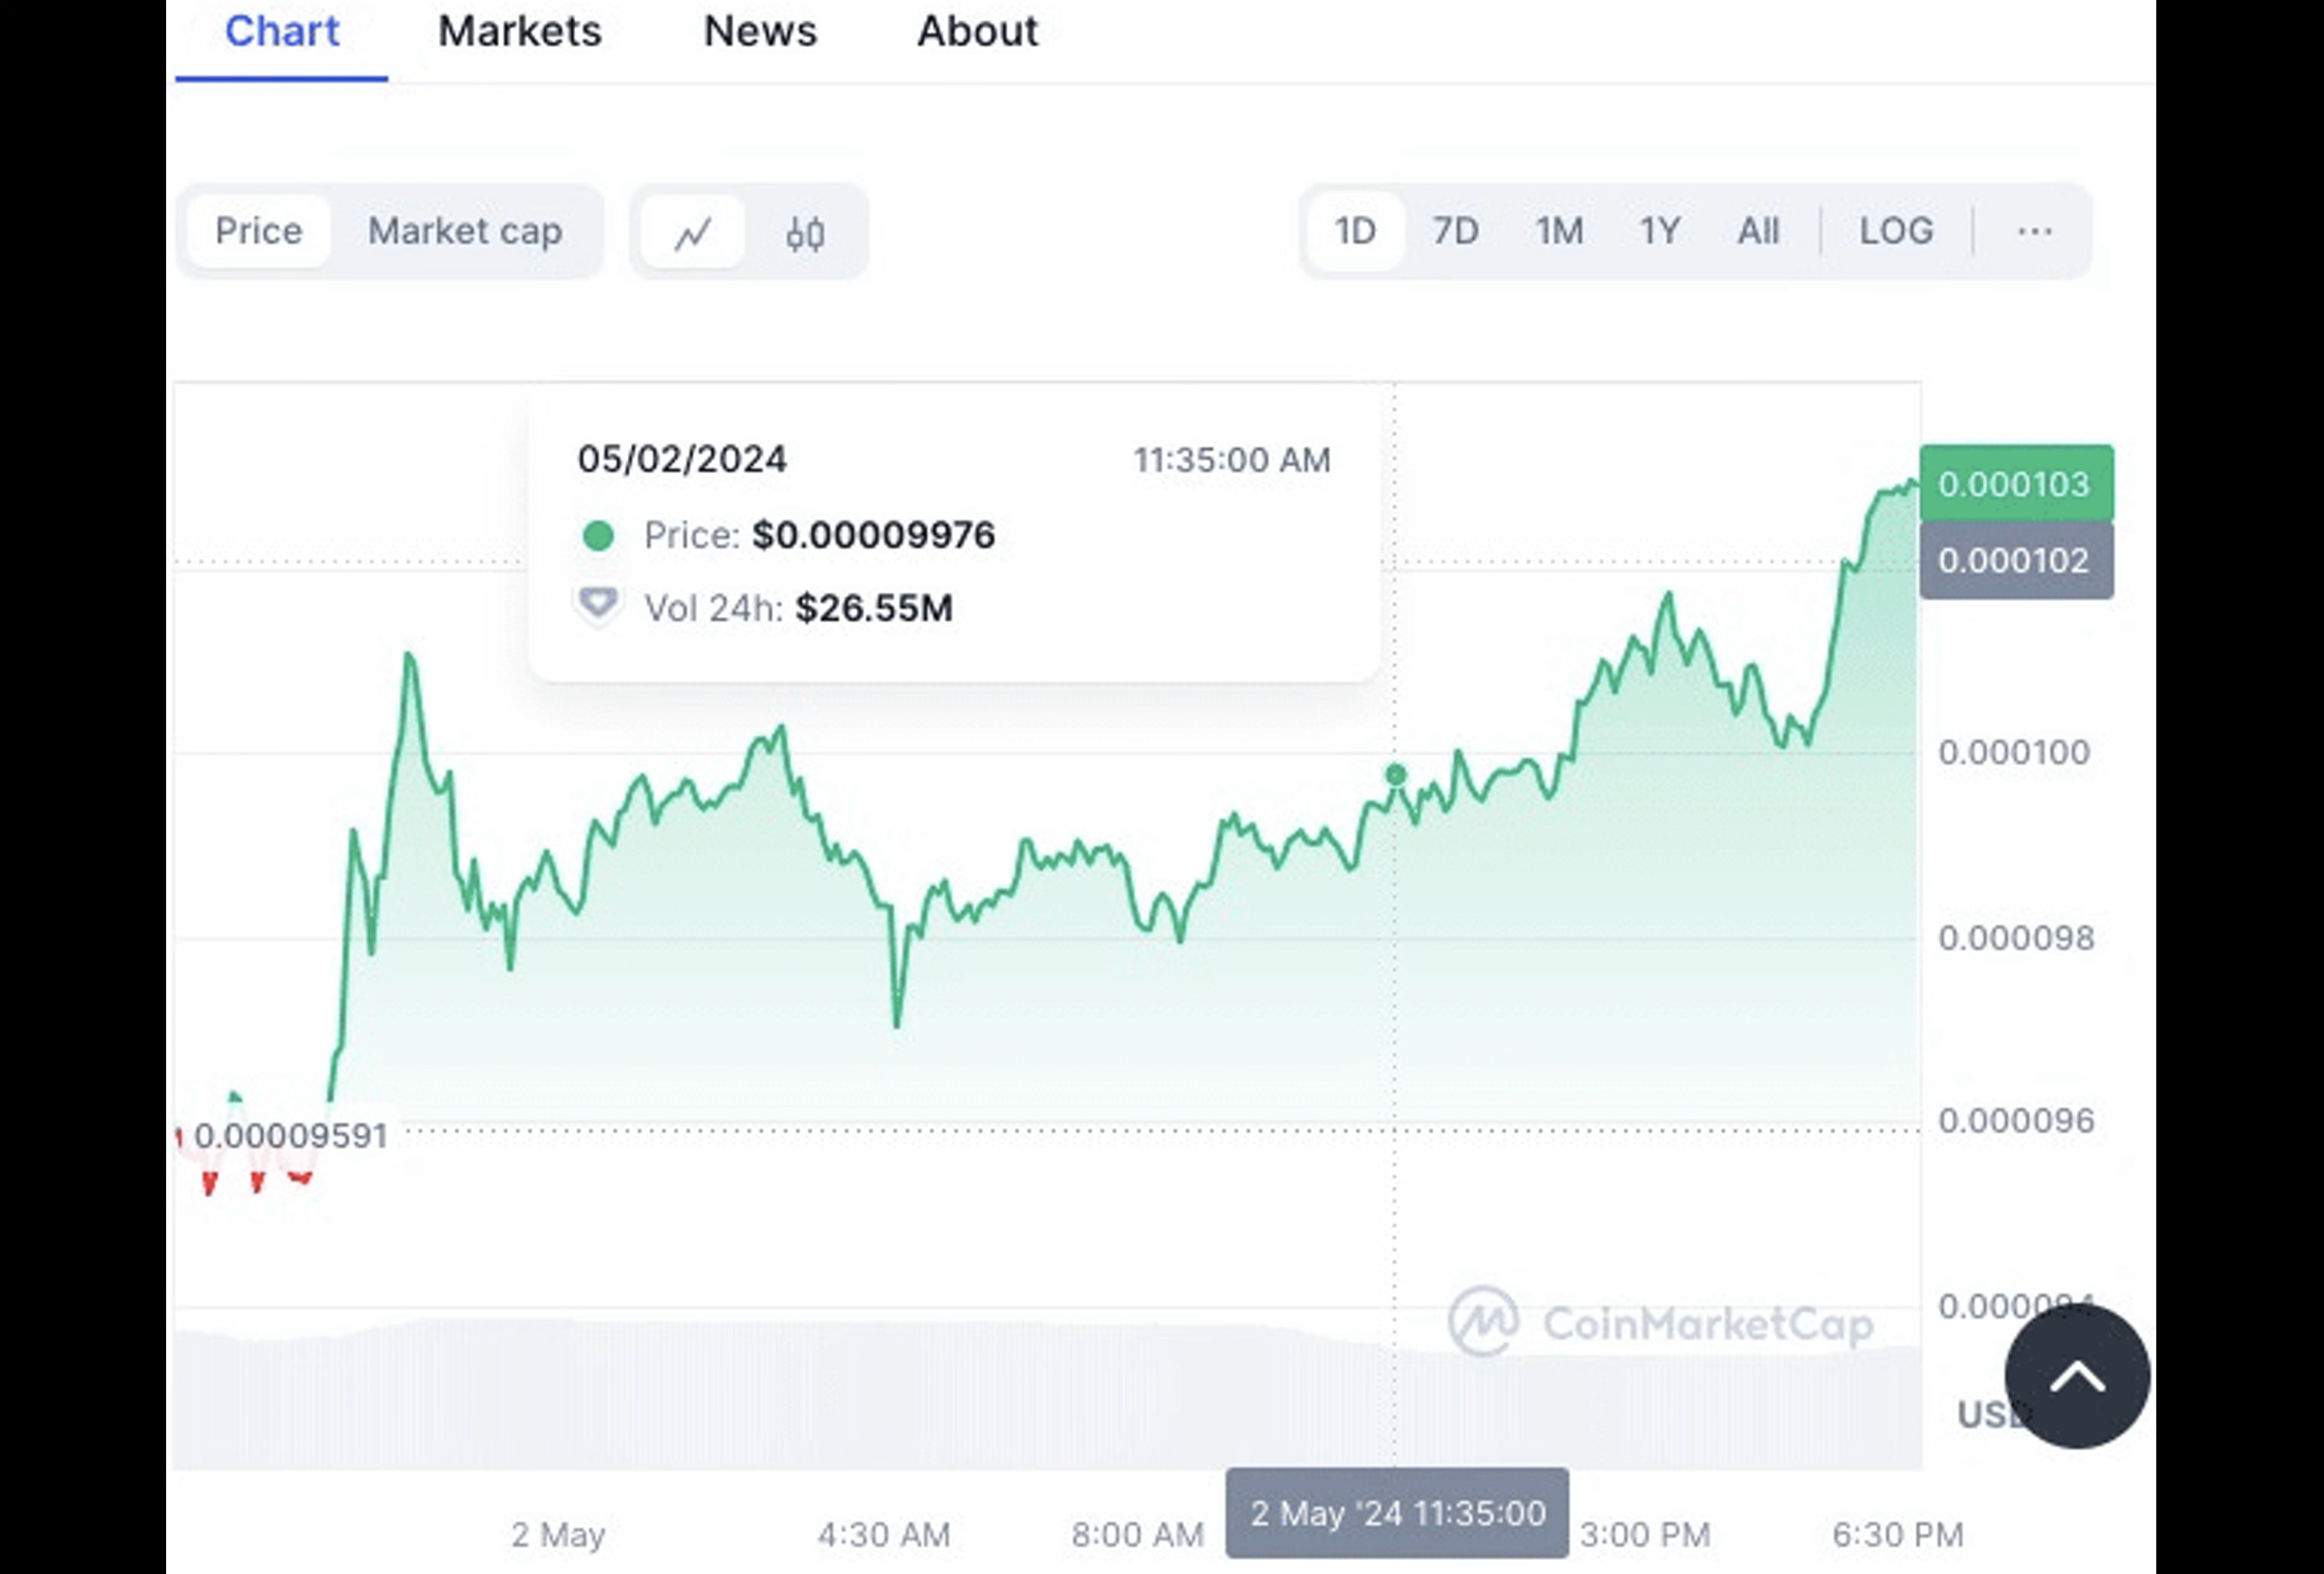 Chart Markets News About
Price Market cap 1D 7D 1M 1Y All LOG ...
05/02/2024 11:35:00 AM
Price: $0.00009976
Vol 24h: $26.55M
0.000103
0.000102
0.000100
0.000098
0.000096
0.00009591
0.000094
CoinMarketCap
2 May 4:30 AM 8:00 AM 2 May '24 11:35:00 3:00 PM 6:30 PM